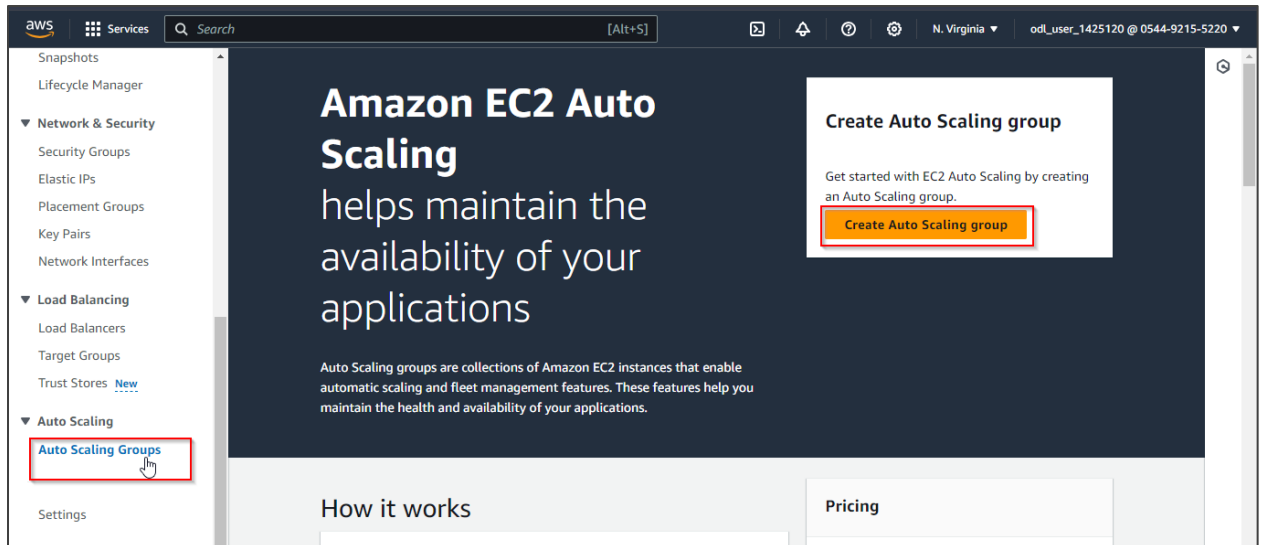 aws
Services
Search
[Alt+S]
N. Virginia
odl_user_1425120 @ 0544-9215-5220
Snapshots
Lifecycle Manager
Network & Security
Security Groups
Elastic IPs
Placement Groups
Key Pairs
Network Interfaces
Load Balancing
Load Balancers
Target Groups
Trust Stores New
Auto Scaling
Auto Scaling Groups
Settings
Amazon EC2 Auto
Scaling
helps maintain the
availability of your
applications
Auto Scaling groups are collections of Amazon EC2 instances that enable
automatic scaling and fleet management features. These features help you
maintain the health and availability of your applications.
Create Auto Scaling group
Get started with EC2 Auto Scaling by creating
an Auto Scaling group.
Create Auto Scaling group
How it works
Pricing